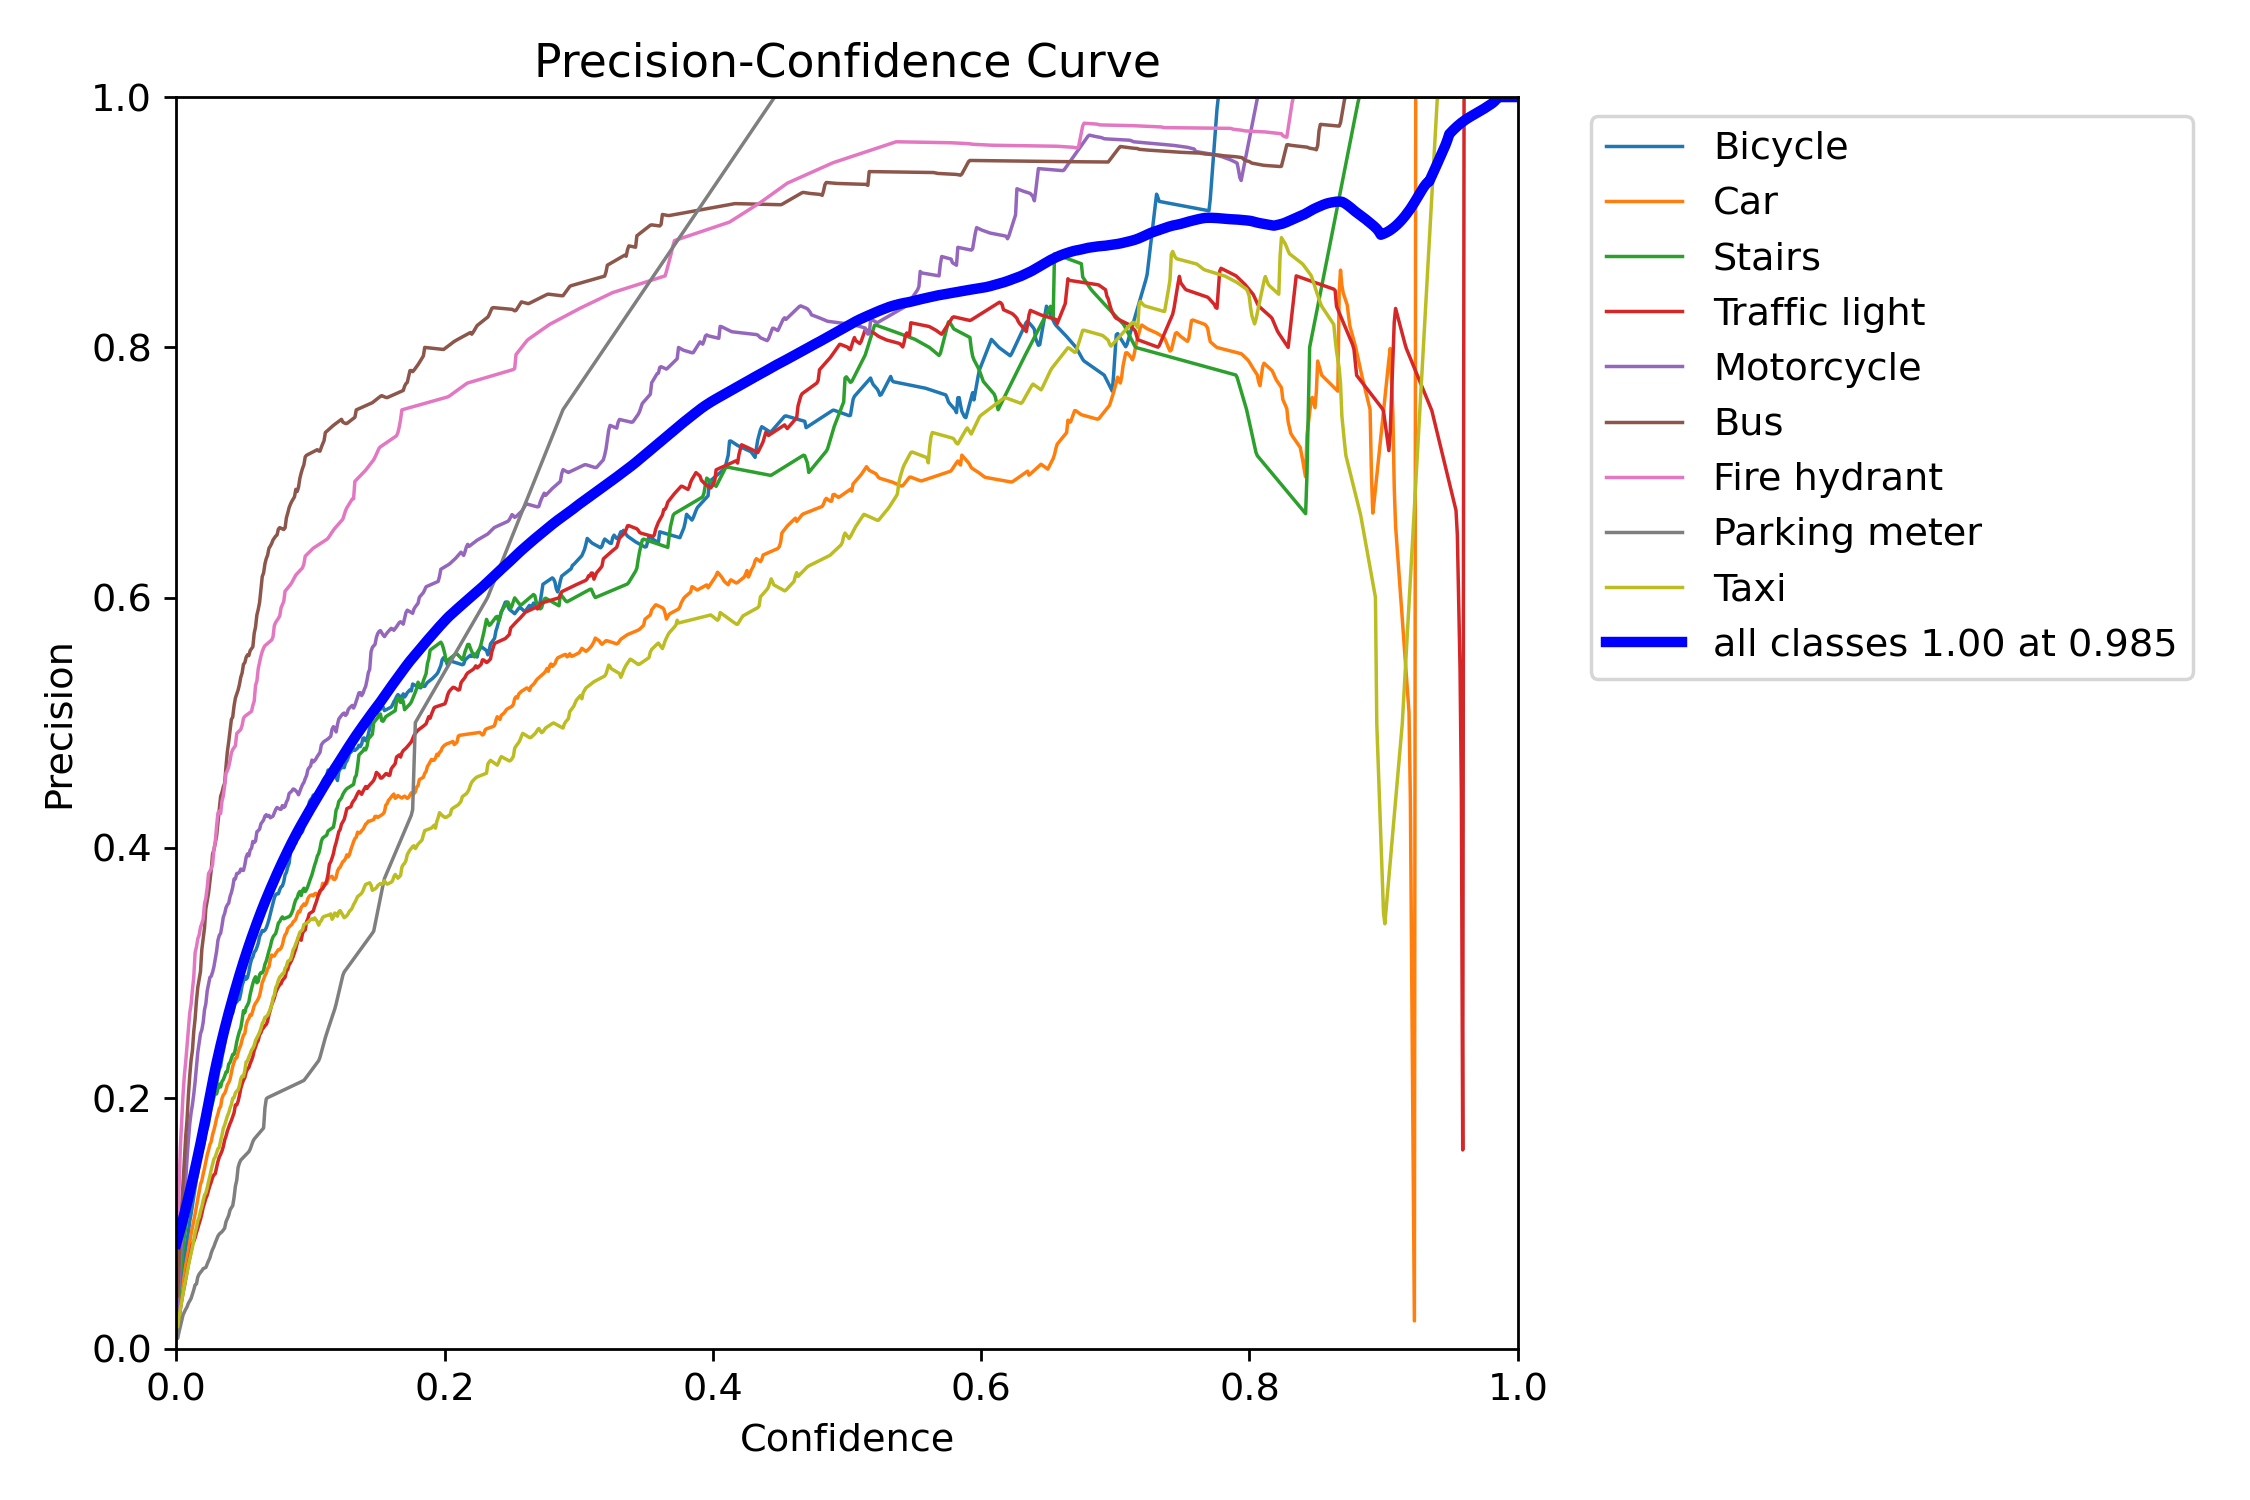 Precision-Confidence Curve
1.0
0.8
0.6
0.4
0.2
0.0
Precision
0.0 0.2 0.4 0.6 0.8 1.0
Confidence
Bicycle
Car
Stairs
Traffic light
Motorcycle
Bus
Fire hydrant
Parking meter
Taxi
all classes 1.00 at 0.985